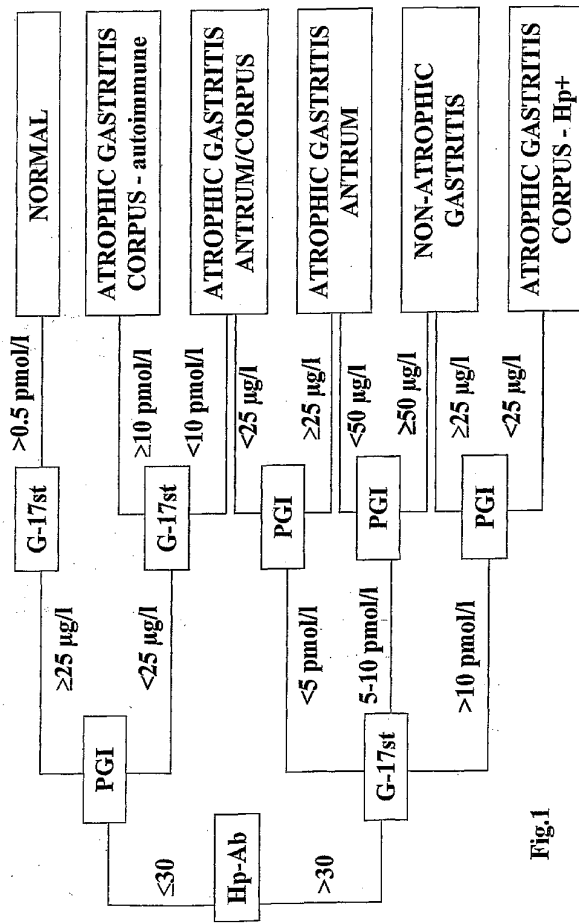 Hp-Ab
≤30
>30
PGI
≥25 µg/l
<25 µg/l
G-17st
>0.5 pmol/l
NORMAL
G-17st
≥10 pmol/l
<10 pmol/l
ATROPHIC GASTRITIS
CORPUS - autoimmune
ATROPHIC GASTRITIS
ANTRUM/CORPUS
G-17st
<5 pmol/l
5-10 pmol/l
>10 pmol/l
PGI
<25 µg/l
≥25 µg/l
PGI
<50 µg/l
≥50 µg/l
PGI
≥25 µg/l
<25 µg/l
ATROPHIC GASTRITIS
ANTRUM
NON-ATROPHIC
GASTRITIS
ATROPHIC GASTRITIS
CORPUS - Hp+
Fig.1